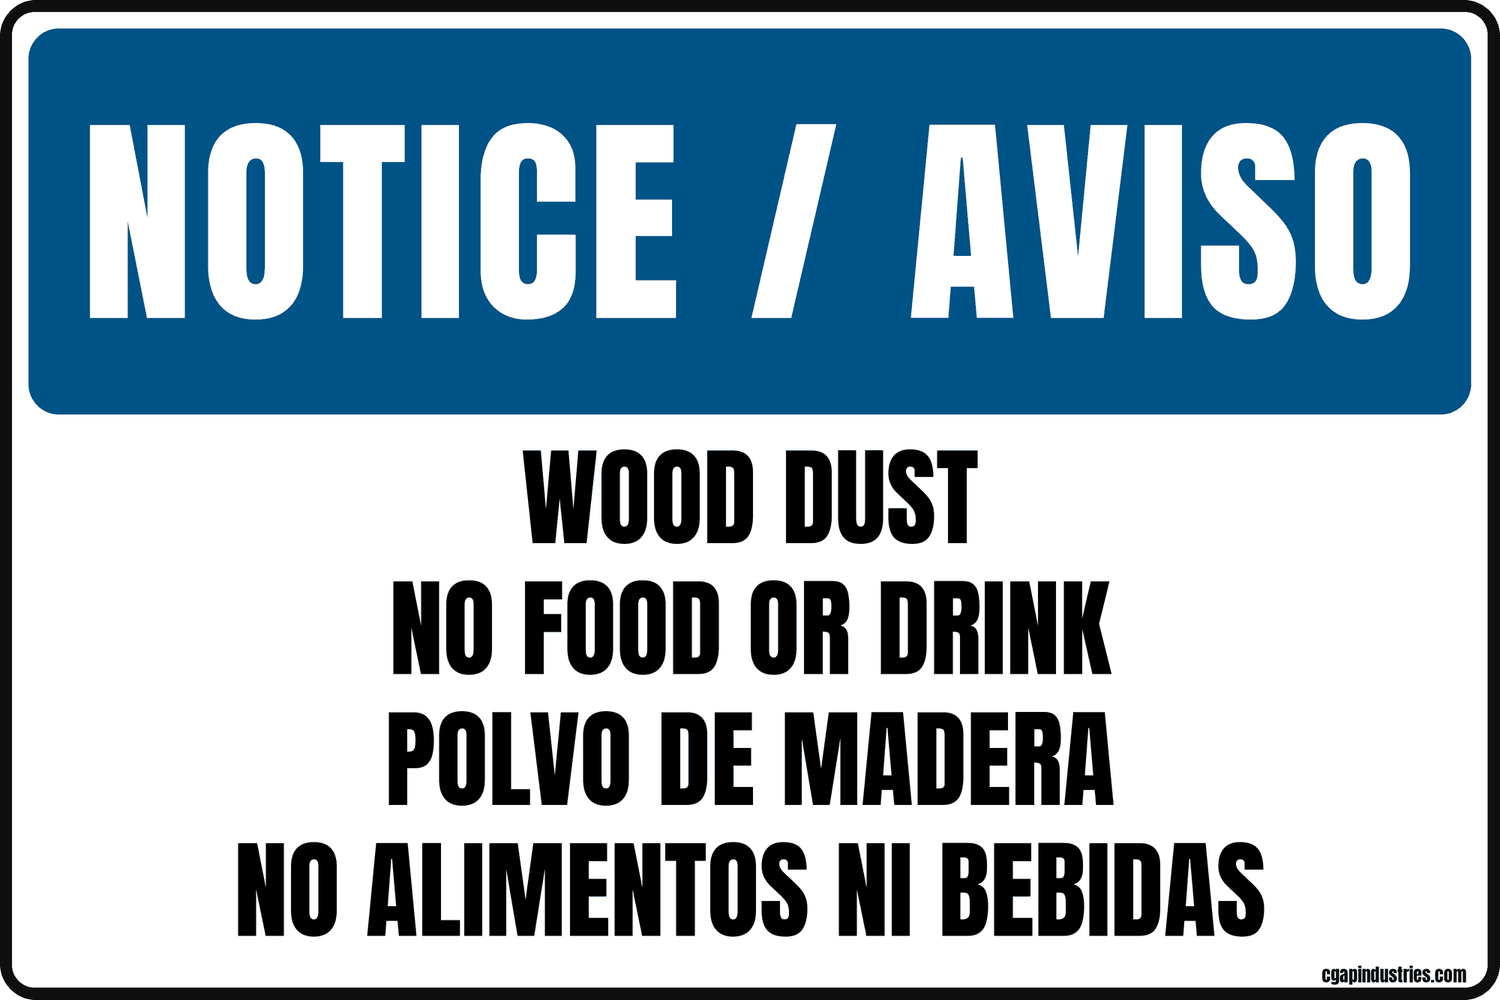 NOTICE / AVISO
WOOD DUST
NO FOOD OR DRINK
POLVO DE MADERA
NO ALIMENTOS NI BEBIDAS
cgapindustries.com